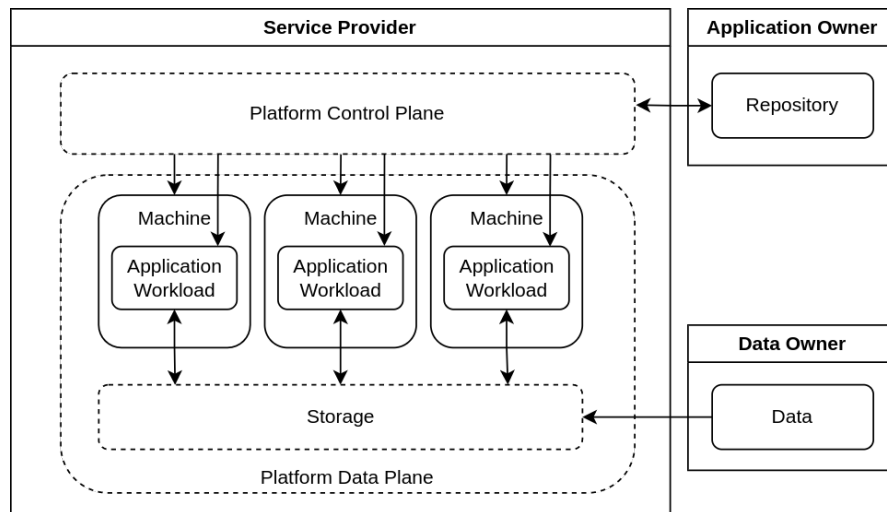 Service Provider
Application Owner
Platform Control Plane
Repository
Machine
Machine
Machine
Application
Workload
Application
Workload
Application
Workload
Data Owner
Storage
Data
Platform Data Plane